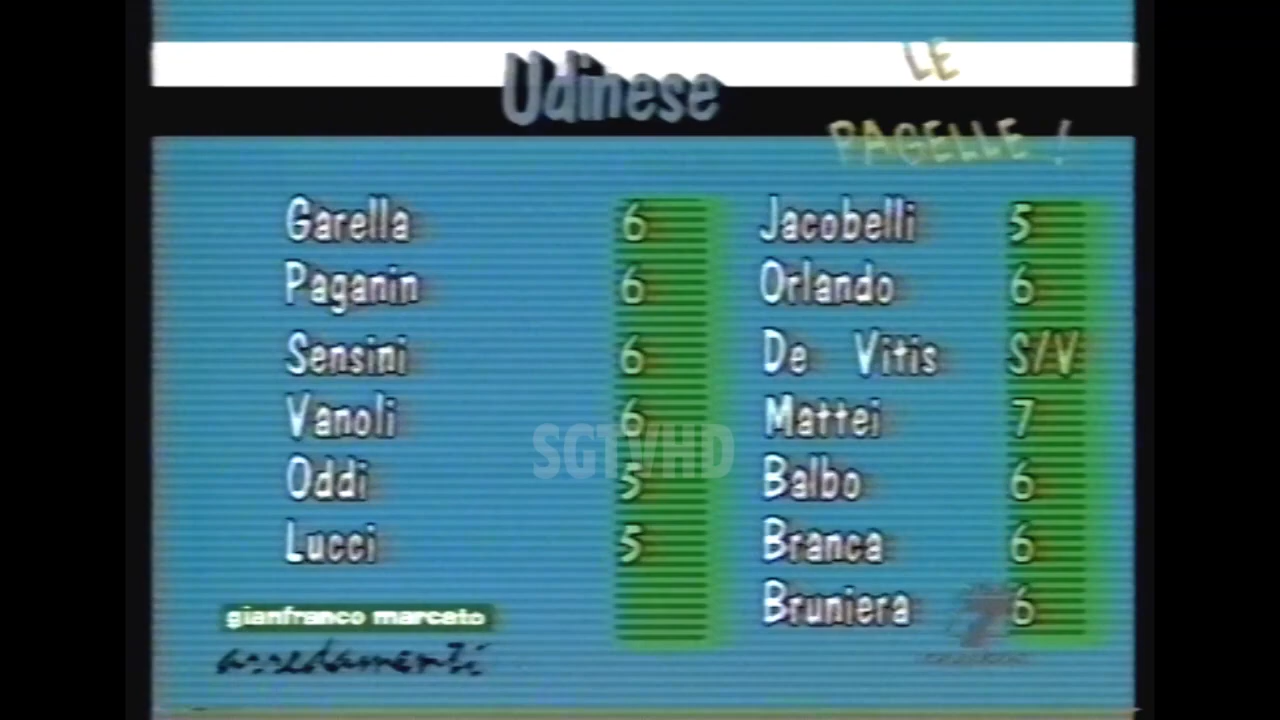 Udinese
LE
PAGELLE !
Garella 6
Paganin 6
Sensini 6
Vanoli 6
Oddi 5
Lucci 5
Jacobelli 5
Orlando 6
De Vitis S/V
Mattei 7
Balbo 6
Branca 6
Bruniera 6
SGTVHD
gianfranco marcato
arredamenti
7